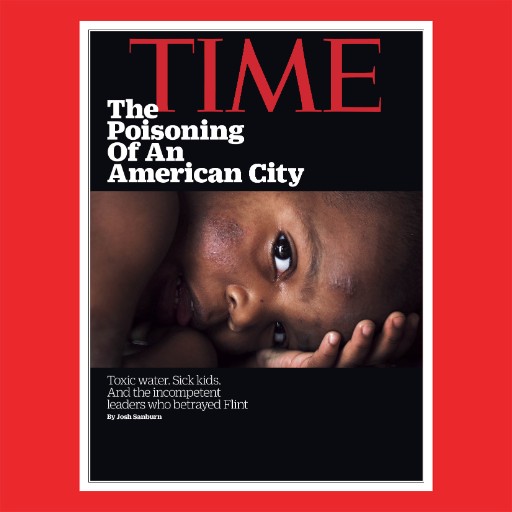 TIME
The
Poisoning
Of An
American City
Toxic water. Sick kids.
And the incompetent
leaders who betrayed Flint
By Josh Sanburn